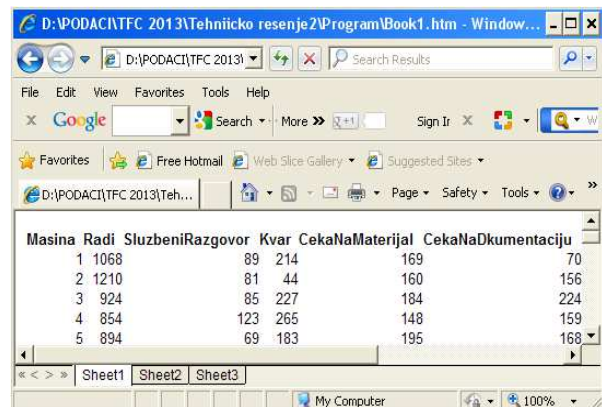 D:\PODACI\TFC 2013\Tehniicko resenje2\Program\Book1.htm - Window...
D:\PODACI\TFC 2013\ Search Results
File Edit View Favorites Tools Help
x Google Search More » g+1 Sign Ir x
Favorites Free Hotmail Web Slice Gallery Suggested Sites
D:\PODACI\TFC 2013\Teh... Page Safety Tools »
Masina Radi SluzbeniRazgovor Kvar CekaNaMaterijal CekaNaDkumentaciju
1 1068 89 214 169 70
2 1210 81 44 160 156
3 924 85 227 184 224
4 854 123 265 148 159
5 894 69 183 195 168
« < > » Sheet1 Sheet2 Sheet3
My Computer 100%